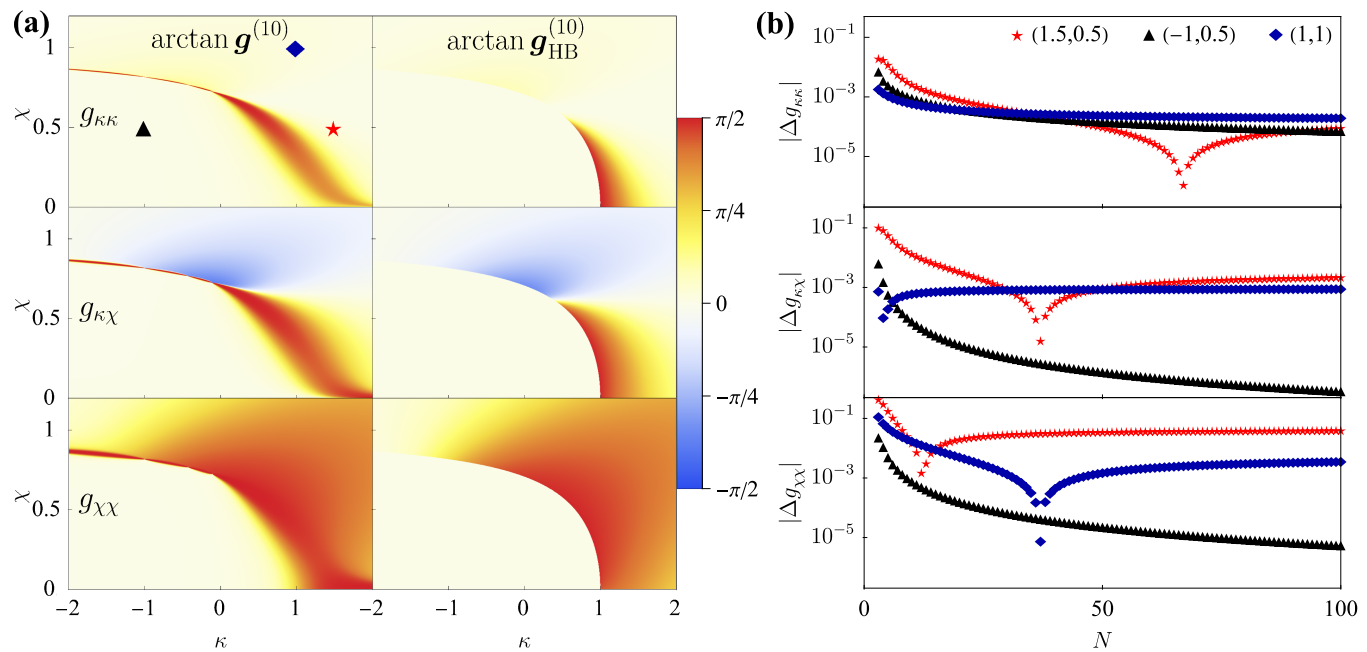 (a)
arctan g^(10)
arctan g_HB^(10)
1
χ
0.5
0
g_κκ
1
χ
0.5
0
g_κχ
1
χ
0.5
0
g_χχ
−2 −1 0 1 −2 −1 0 1 2
κ κ
π/2
π/4
0
−π/4
−π/2
(b)
(1.5,0.5) (−1,0.5) (1,1)
10^−1
10^−3
10^−5
|Δg_κκ|
10^−1
10^−3
10^−5
|Δg_κχ|
10^−1
10^−3
10^−5
|Δg_χχ|
0 50 100
N